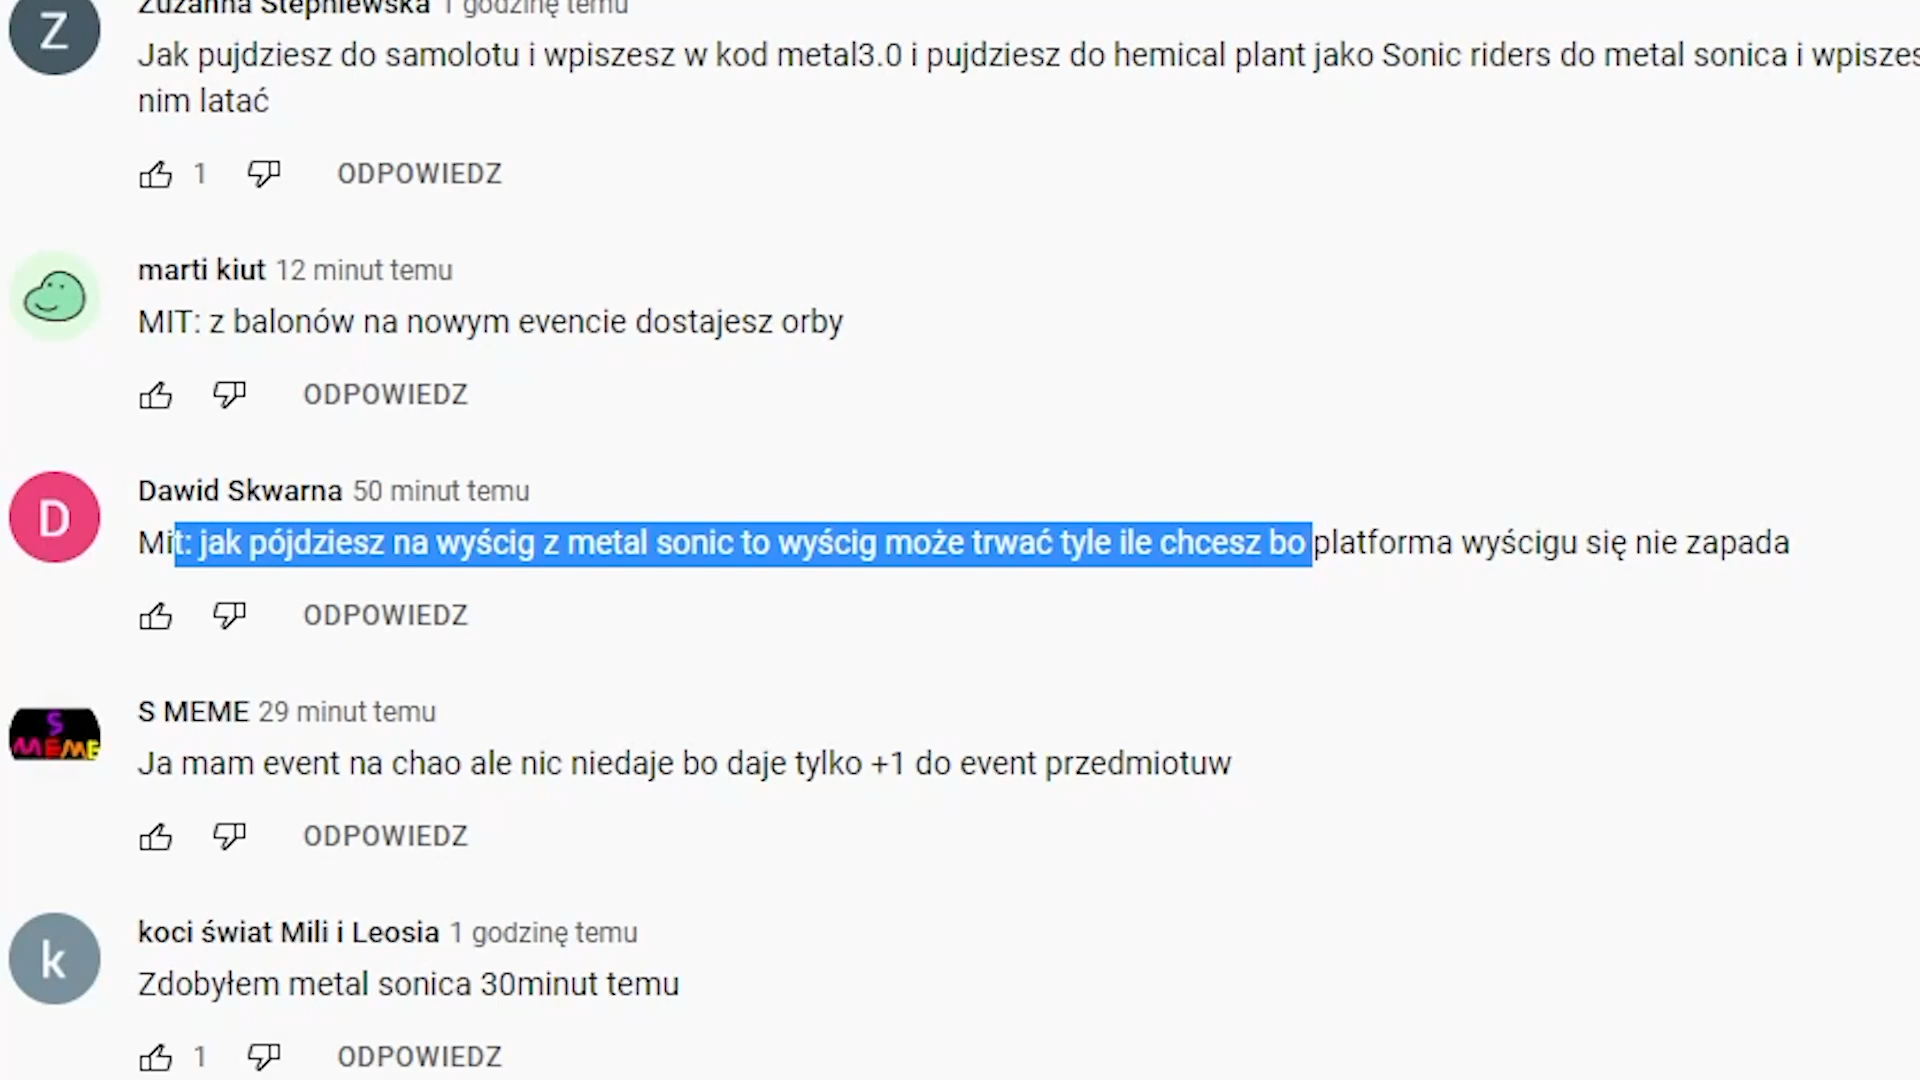 Z
Zuzanna Stępniewska 1 godzinę temu
Jak pujdziesz do samolotu i wpiszesz w kod metal3.0 i pujdziesz do hemical plant jako Sonic riders do metal sonica i wpiszes
nim latać
1 ODPOWIEDZ
marti kiut 12 minut temu
MIT: z balonów na nowym evencie dostajesz orby
ODPOWIEDZ
D
Dawid Skwarna 50 minut temu
Mit: jak pójdziesz na wyścig z metal sonic to wyścig może trwać tyle ile chcesz bo platforma wyścigu się nie zapada
ODPOWIEDZ
S
MEME
S MEME 29 minut temu
Ja mam event na chao ale nic niedaje bo daje tylko +1 do event przedmiotuw
ODPOWIEDZ
k
koci świat Mili i Leosia 1 godzinę temu
Zdobyłem metal sonica 30minut temu
1 ODPOWIEDZ